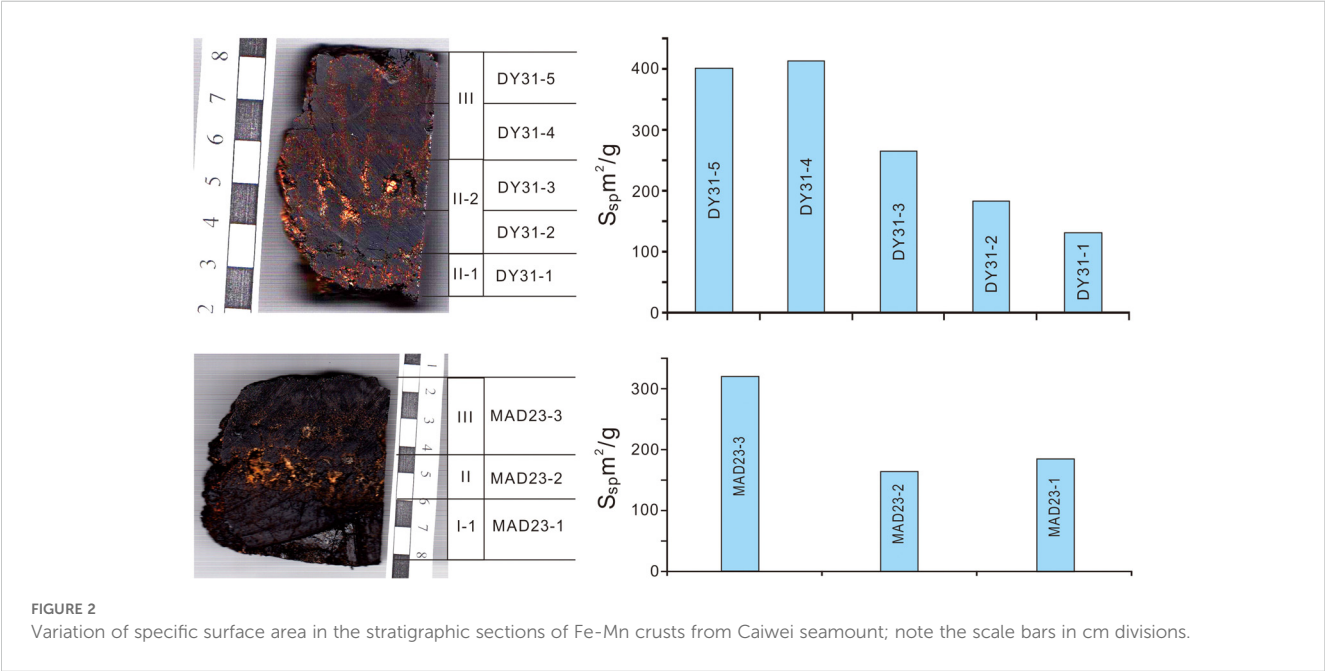 8
7
6
5
4
3
2
III
II-2
II-1
DY31-5
DY31-4
DY31-3
DY31-2
DY31-1
Sspm²/g
400
300
200
100
0
DY31-5
DY31-4
DY31-3
DY31-2
DY31-1
1
2
3
4
5
6
7
8
III
II
I-1
MAD23-3
MAD23-2
MAD23-1
Sspm²/g
300
200
100
0
MAD23-3
MAD23-2
MAD23-1
FIGURE 2
Variation of specific surface area in the stratigraphic sections of Fe-Mn crusts from Caiwei seamount; note the scale bars in cm divisions.